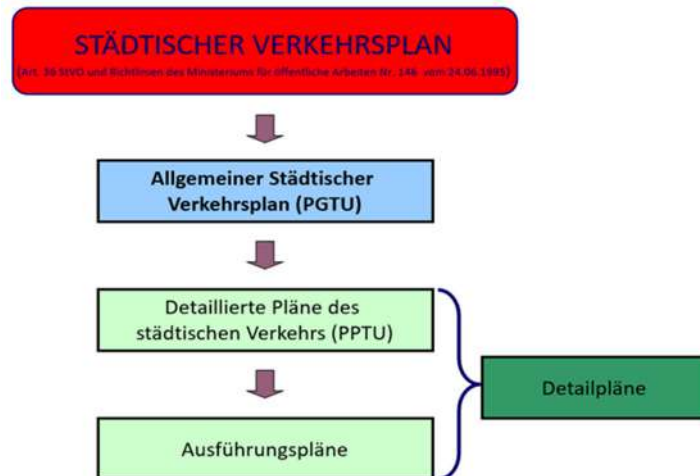 STÄDTISCHER VERKEHRSPLAN
(Art. 36 StVO und Richtlinien des Ministeriums für öffentliche Arbeiten Nr. 146 vom 24.06.1995)
Allgemeiner Städtischer
Verkehrsplan (PGTU)
Detaillierte Pläne des
städtischen Verkehrs (PPTU)
Detailpläne
Ausführungspläne